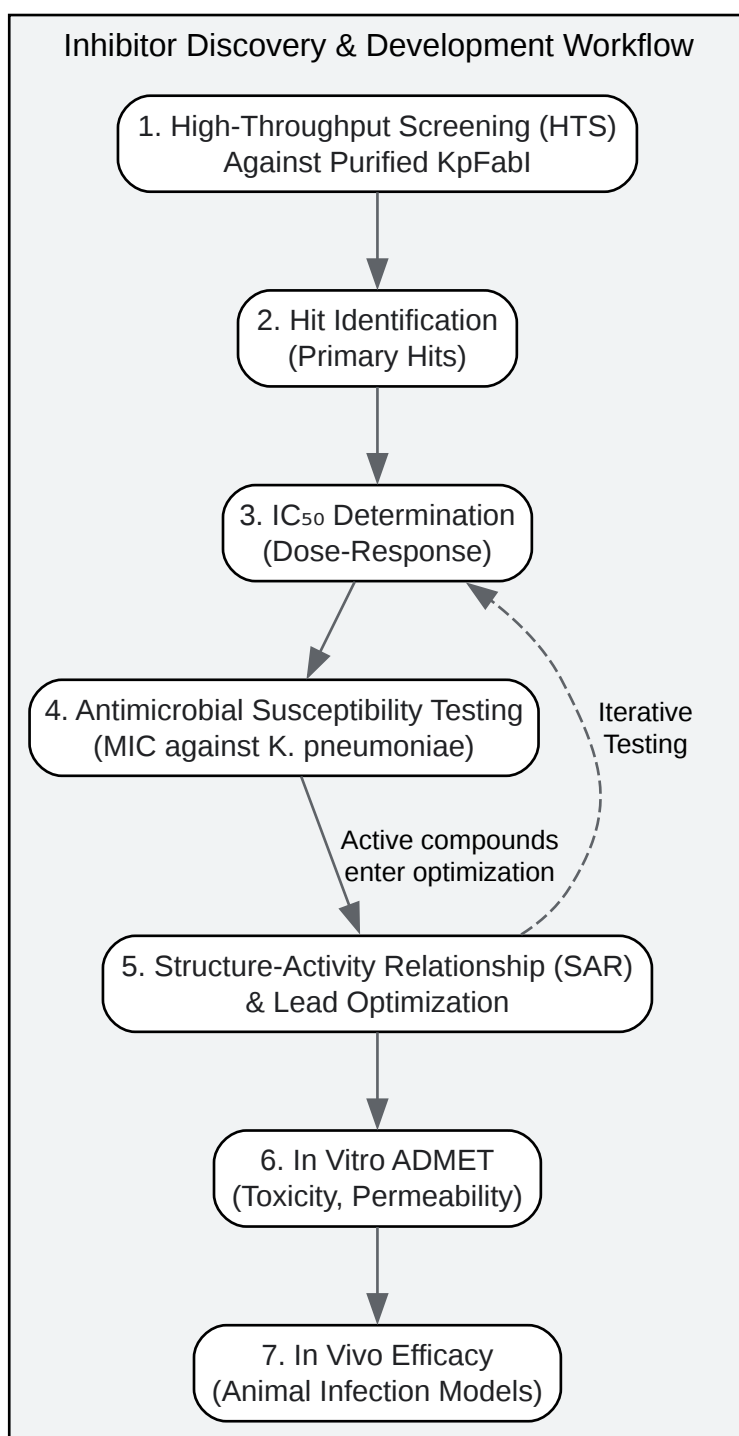 Inhibitor Discovery & Development Workflow
1. High-Throughput Screening (HTS)
Against Purified KpFabI
2. Hit Identification
(Primary Hits)
3. IC₅₀ Determination
(Dose-Response)
4. Antimicrobial Susceptibility Testing
(MIC against K. pneumoniae)
Iterative
Testing
Active compounds
enter optimization
5. Structure-Activity Relationship (SAR)
& Lead Optimization
6. In Vitro ADMET
(Toxicity, Permeability)
7. In Vivo Efficacy
(Animal Infection Models)